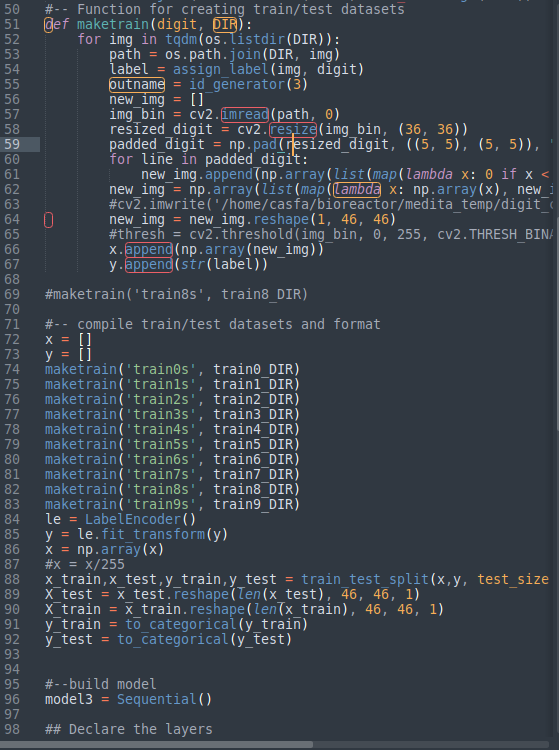 50 #-- Function for creating train/test datasets
51 def maketrain(digit, DIR):
52 for img in tqdm(os.listdir(DIR)):
53 path = os.path.join(DIR, img)
54 label = assign_label(img, digit)
55 outname = id_generator(3)
56 new_img = []
57 img_bin = cv2.imread(path, 0)
58 resized_digit = cv2.resize(img_bin, (36, 36))
59 padded_digit = np.pad(resized_digit, ((5, 5), (5, 5)), '
60 for line in padded_digit:
61 new_img.append(np.array(list(map(lambda x: 0 if x <
62 new_img = np.array(list(map(lambda x: np.array(x), new_i
63 #cv2.imwrite('/home/casfa/bioreactor/medita_temp/digit_c
64 new_img = new_img.reshape(1, 46, 46)
65 #thresh = cv2.threshold(img_bin, 0, 255, cv2.THRESH_BINA
66 x.append(np.array(new_img))
67 y.append(str(label))
68
69 #maketrain('train8s', train8_DIR)
70
71 #-- compile train/test datasets and format
72 x = []
73 y = []
74 maketrain('train0s', train0_DIR)
75 maketrain('train1s', train1_DIR)
76 maketrain('train2s', train2_DIR)
77 maketrain('train3s', train3_DIR)
78 maketrain('train4s', train4_DIR)
79 maketrain('train5s', train5_DIR)
80 maketrain('train6s', train6_DIR)
81 maketrain('train7s', train7_DIR)
82 maketrain('train8s', train8_DIR)
83 maketrain('train9s', train9_DIR)
84 le = LabelEncoder()
85 y = le.fit_transform(y)
86 x = np.array(x)
87 #x = x/255
88 x_train,x_test,y_train,y_test = train_test_split(x,y, test_size
89 X_test = x_test.reshape(len(x_test), 46, 46, 1)
90 X_train = x_train.reshape(len(x_train), 46, 46, 1)
91 y_train = to_categorical(y_train)
92 y_test = to_categorical(y_test)
93
94
95 #--build model
96 model3 = Sequential()
97
98 ## Declare the layers